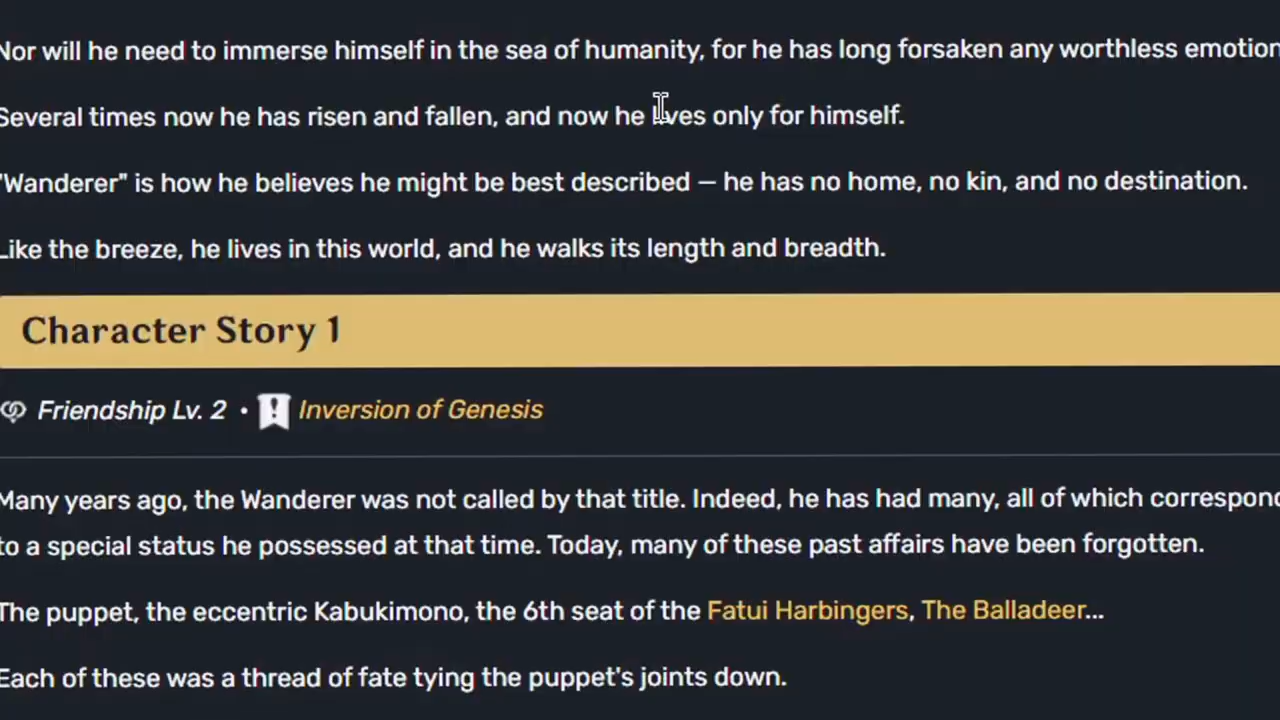 Nor will he need to immerse himself in the sea of humanity, for he has long forsaken any worthless emotion
Several times now he has risen and fallen, and now he lives only for himself.
"Wanderer" is how he believes he might be best described — he has no home, no kin, and no destination.
Like the breeze, he lives in this world, and he walks its length and breadth.
Character Story 1
Friendship Lv. 2 • Inversion of Genesis
Many years ago, the Wanderer was not called by that title. Indeed, he has had many, all of which correspond
to a special status he possessed at that time. Today, many of these past affairs have been forgotten.
The puppet, the eccentric Kabukimono, the 6th seat of the Fatui Harbingers, The Balladeer...
Each of these was a thread of fate tying the puppet's joints down.